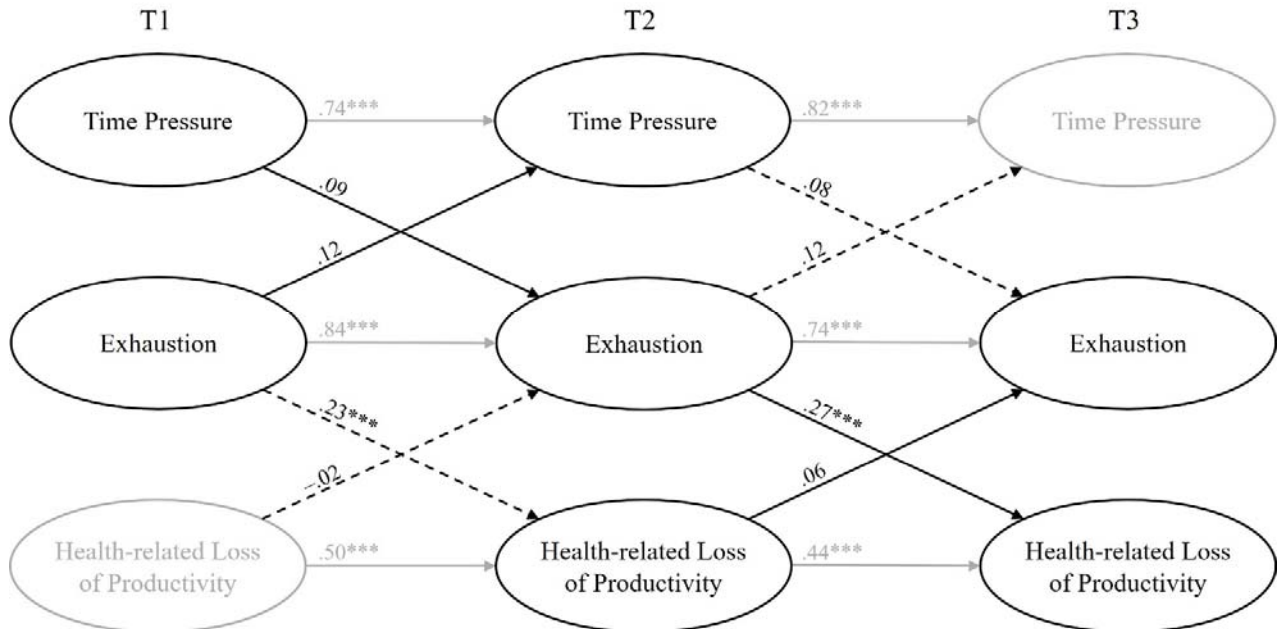 T1 T2 T3
Time Pressure .74*** Time Pressure .82*** Time Pressure
.09 .08
.12 .12
Exhaustion .84*** Exhaustion .74*** Exhaustion
.23*** .27***
–.02 .06
Health-related Loss
of Productivity .50*** Health-related Loss
of Productivity .44*** Health-related Loss
of Productivity